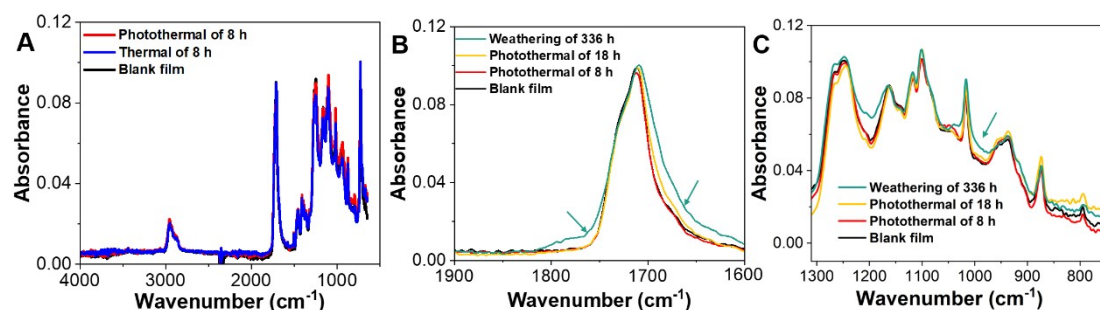 A
Photothermal of 8 h
Thermal of 8 h
Blank film
0.12
0.08
0.04
0.00
4000 3000 2000 1000
Absorbance
Wavenumber (cm-1)
B
Weathering of 336 h
Photothermal of 18 h
Photothermal of 8 h
Blank film
0.12
0.08
0.04
0.00
1900 1800 1700 1600
Absorbance
Wavenumber (cm-1)
C
0.12
0.08
0.04
0.00
Weathering of 336 h
Photothermal of 18 h
Photothermal of 8 h
Blank film
1300 1200 1100 1000 900 800
Absorbance
Wavenumber (cm-1)